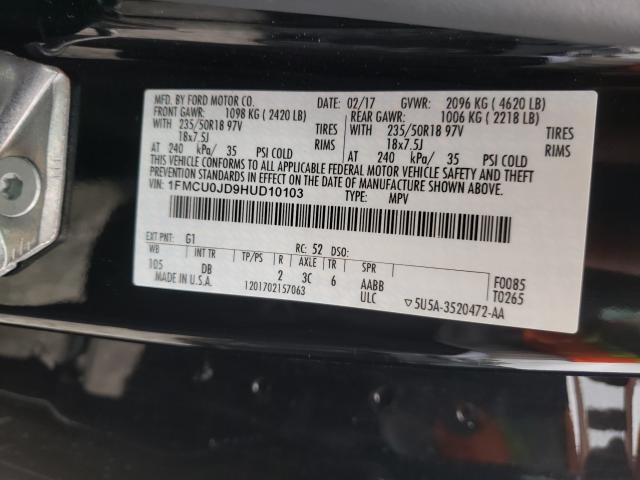 MFD. BY FORD MOTOR CO. DATE: 02/17 GVWR: 2096 KG ( 4620 LB)
FRONT GAWR: 1098 KG ( 2420 LB) REAR GAWR: 1006 KG ( 2218 LB)
WITH 235/50R18 97V TIRES WITH 235/50R18 97V TIRES
18x7.5J RIMS 18x7.5J RIMS
AT 240 kPa/ 35 PSI COLD AT 240 kPa/ 35 PSI COLD
THIS VEHICLE CONFORMS TO ALL APPLICABLE FEDERAL MOTOR VEHICLE SAFETY AND THEFT
PREVENTION STANDARDS IN EFFECT ON THE DATE OF MANUFACTURE SHOWN ABOVE.
VIN: 1FMCU0JD9HUD10103 TYPE: MPV
EXT PNT: G1 RC: 52 DSO:
WB INT TR TP/PS R AXLE TR SPR
105 DB 2 3C 6 AABB F0085
MADE IN U.S.A. 1201702157063 ULC T0265
▽5U5A-3520472-AA